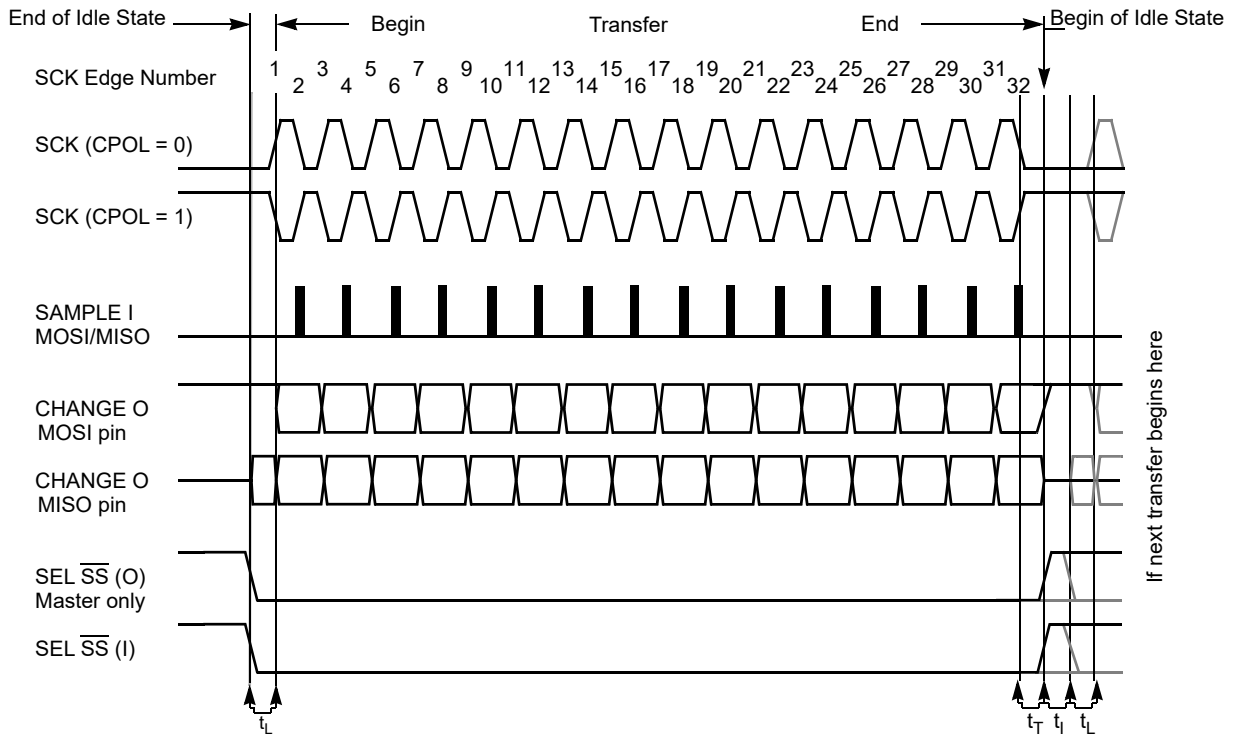 End of Idle State
Begin
Transfer
End
Begin of Idle State
SCK Edge Number
1 3 5 7 9 11 13 15 17 19 21 23 25 27 29 31
2 4 6 8 10 12 14 16 18 20 22 24 26 28 30 32
SCK (CPOL = 0)
SCK (CPOL = 1)
SAMPLE I
MOSI/MISO
CHANGE O
MOSI pin
CHANGE O
MISO pin
SEL SS (O)
Master only
SEL SS (I)
If next transfer begins here
tL
tT tI tL